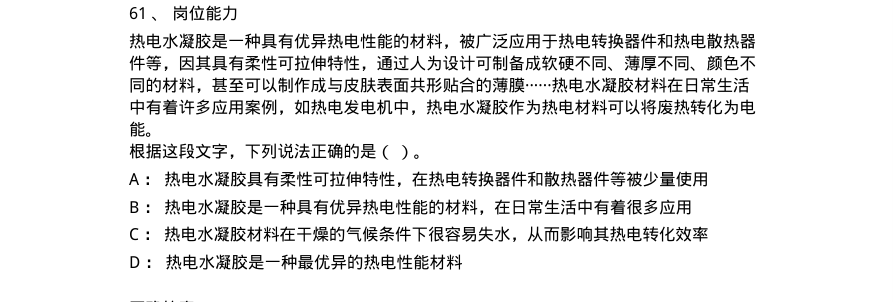 61 、 岗位能力
热电水凝胶是一种具有优异热电性能的材料，被广泛应用于热电转换器件和热电散热器
件等，因其具有柔性可拉伸特性，通过人为设计可制备成软硬不同、薄厚不同、颜色不
同的材料，甚至可以制作成与皮肤表面共形贴合的薄膜……热电水凝胶材料在日常生活
中有着许多应用案例，如热电发电机中，热电水凝胶作为热电材料可以将废热转化为电
能。
根据这段文字，下列说法正确的是（ ）。
A ： 热电水凝胶具有柔性可拉伸特性，在热电转换器件和散热器件等被少量使用
B ： 热电水凝胶是一种具有优异热电性能的材料，在日常生活中有着很多应用
C ： 热电水凝胶材料在干燥的气候条件下很容易失水，从而影响其热电转化效率
D ： 热电水凝胶是一种最优异的热电性能材料